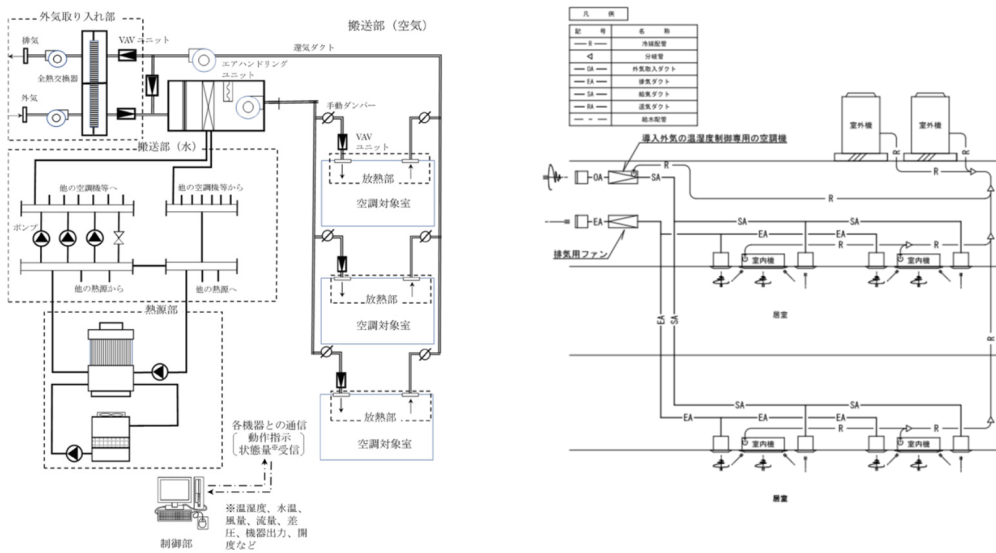 外気取り入れ部
搬送部（空気）
排気
VAVユニット
還気ダクト
全熱交換器
エアハンドリング
ユニット
外気
手動ダンパー
VAV
ユニット
放熱部
空調対象室
搬送部（水）
他の空調機等へ
他の空調機等から
ポンプ
他の熱源から
他の熱源へ
放熱部
空調対象室
熱源部
放熱部
空調対象室
各機器との通信
動作指示
状態量※受信
制御部
※温湿度、水温、
風量、流量、差
圧、機器出力、開
度など
凡 例
記 号
名 称
R
冷媒配管
分岐管
OA
外気取入ダクト
EA
排気ダクト
SA
給気ダクト
RA
還気ダクト
給水配管
室外機
室外機
導入外気の温湿度制御専用の空調機
R
R
R
OA
SA
R
EA
SA
SA
排気用ファン
EA
EA
R
R
室内機
室内機
居室
EA
SA
R
SA
SA
EA
EA
EA
R
R
室内機
室内機
居室